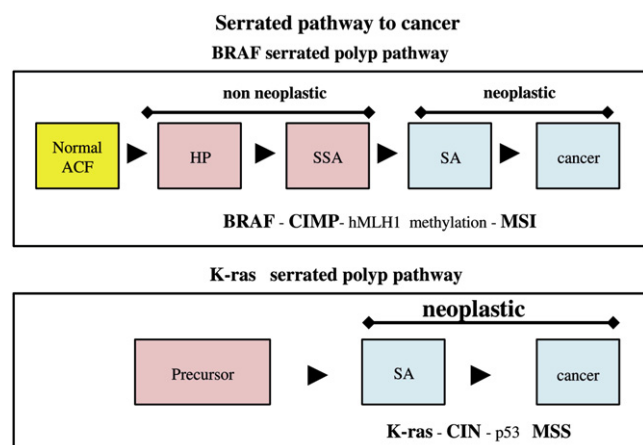 Serrated pathway to cancer
BRAF serrated polyp pathway
non neoplastic
neoplastic
Normal
ACF
HP
SSA
SA
cancer
BRAF - CIMP- hMLH1 methylation - MSI
K-ras serrated polyp pathway
neoplastic
Precursor
SA
cancer
K-ras - CIN - p53 MSS